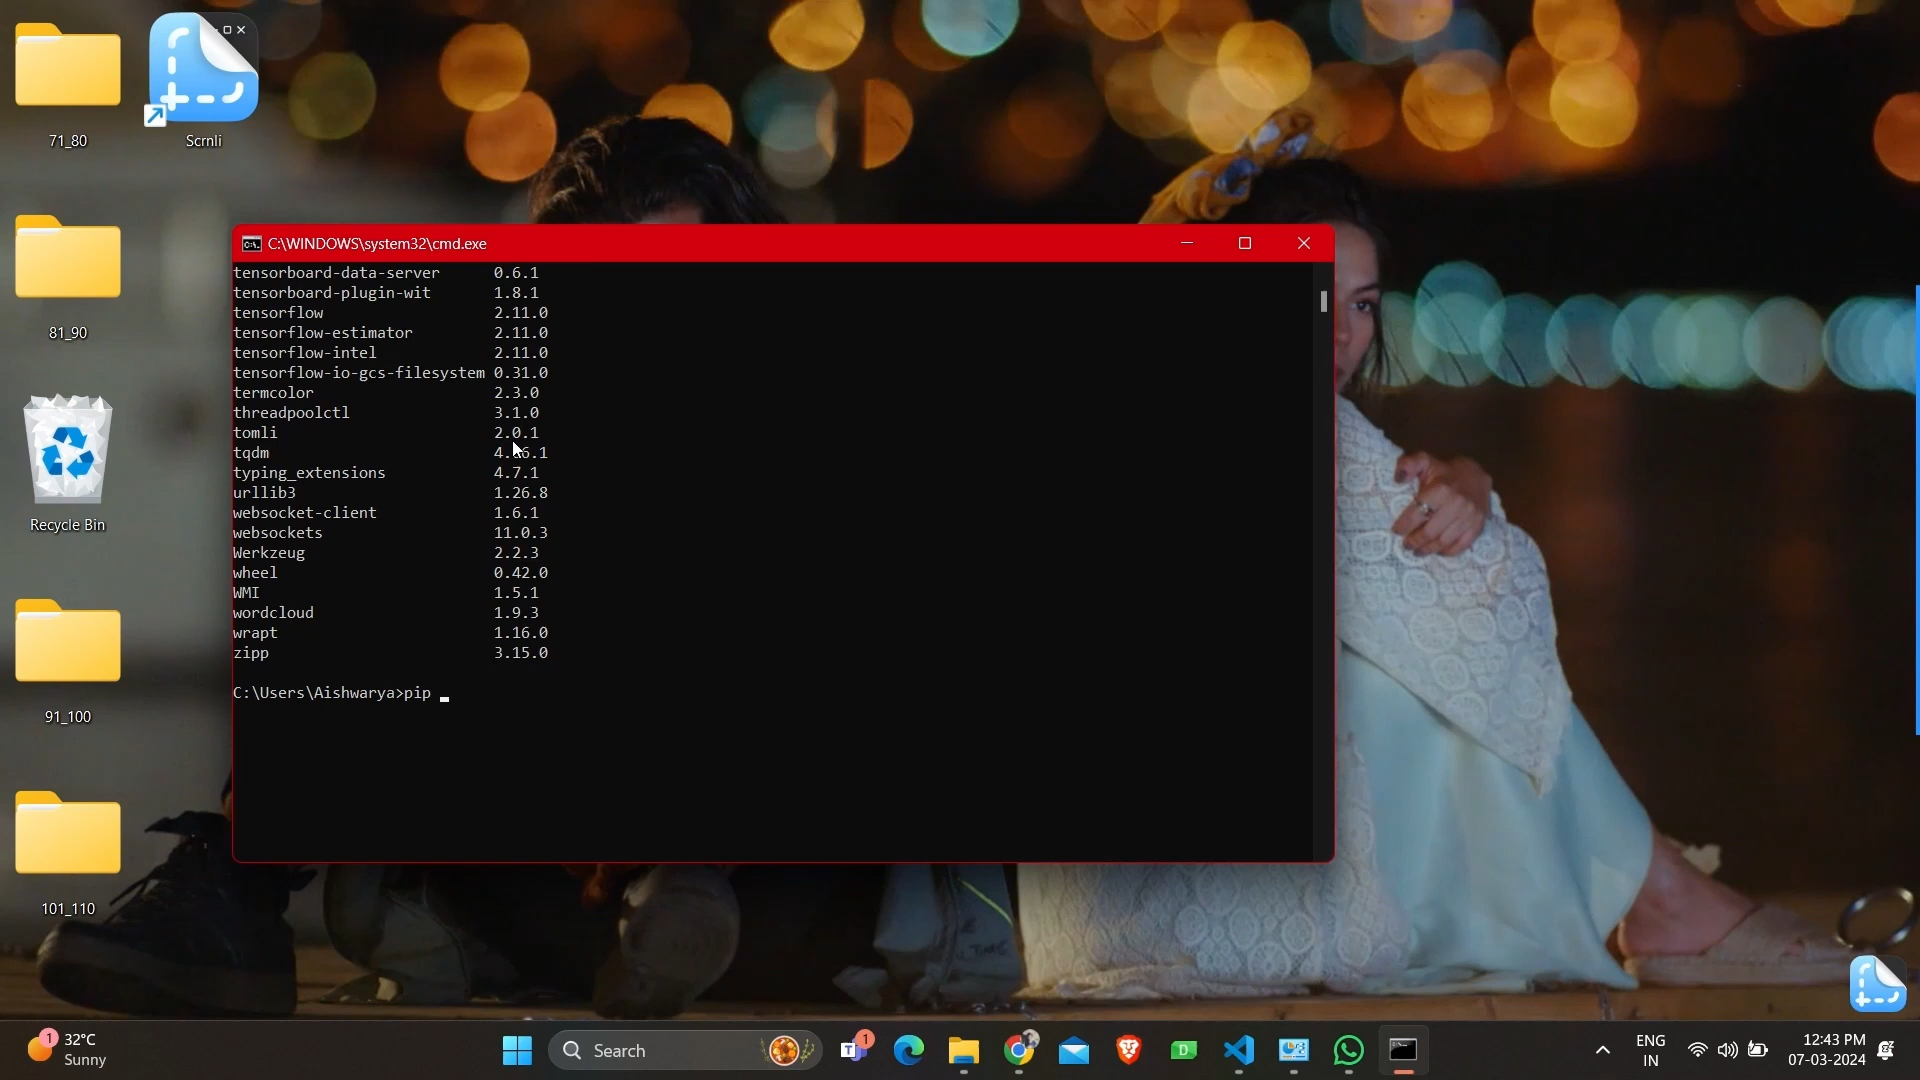 71_80
Scrnli
81_90
Recycle Bin
91_100
101_110
C:\WINDOWS\system32\cmd.exe
tensorboard-data-server 0.6.1
tensorboard-plugin-wit 1.8.1
tensorflow 2.11.0
tensorflow-estimator 2.11.0
tensorflow-intel 2.11.0
tensorflow-io-gcs-filesystem 0.31.0
termcolor 2.3.0
threadpoolctl 3.1.0
tomli 2.0.1
tqdm
typing_extensions 4.7.1
urllib3 1.26.8
websocket-client 1.6.1
websockets 11.0.3
Werkzeug 2.2.3
wheel 0.42.0
WMI 1.5.1
wordcloud 1.9.3
wrapt 1.16.0
zipp 3.15.0
C:\Users\Aishwarya>pip
1
32°C
Sunny
Search
1
ENG
IN
12:43 PM
07-03-2024